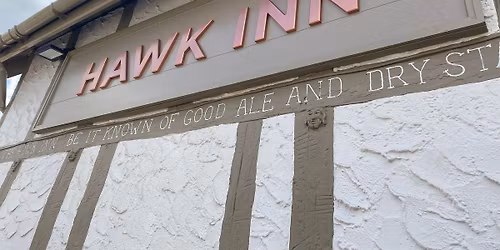 HAWK INN
BE IT KNOWN OF GOOD ALE AND DRY ST